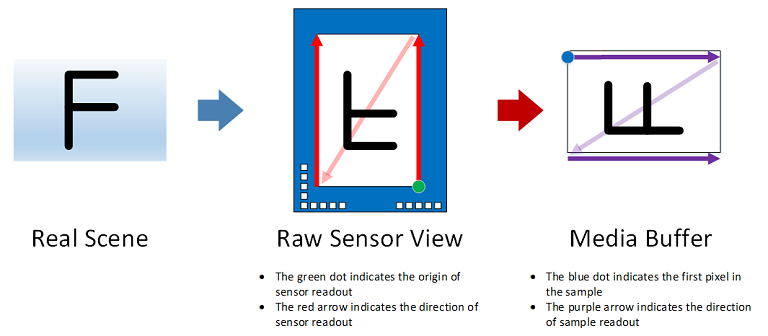 F
Real Scene
Raw Sensor View
Media Buffer
• The green dot indicates the origin of
sensor readout
• The red arrow indicates the direction of
sensor readout
• The blue dot indicates the first pixel in
the sample
• The purple arrow indicates the direction
of sample readout